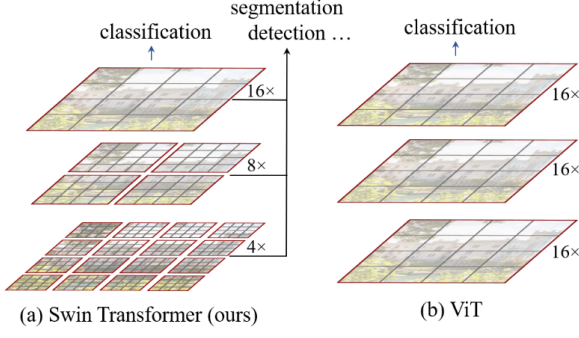 segmentation
classification
detection ...
classification
16×
16×
8×
16×
4×
16×
(a) Swin Transformer (ours)
(b) ViT